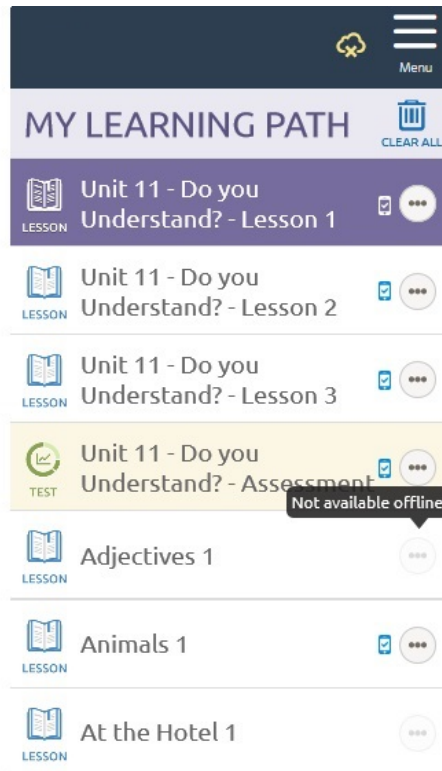 Menu
MY LEARNING PATH
CLEAR ALL
LESSON
Unit 11 - Do you
Understand? - Lesson 1
LESSON
Unit 11 - Do you
Understand? - Lesson 2
LESSON
Unit 11 - Do you
Understand? - Lesson 3
TEST
Unit 11 - Do you
Understand? - Assessment
Not available offline
LESSON
Adjectives 1
LESSON
Animals 1
LESSON
At the Hotel 1